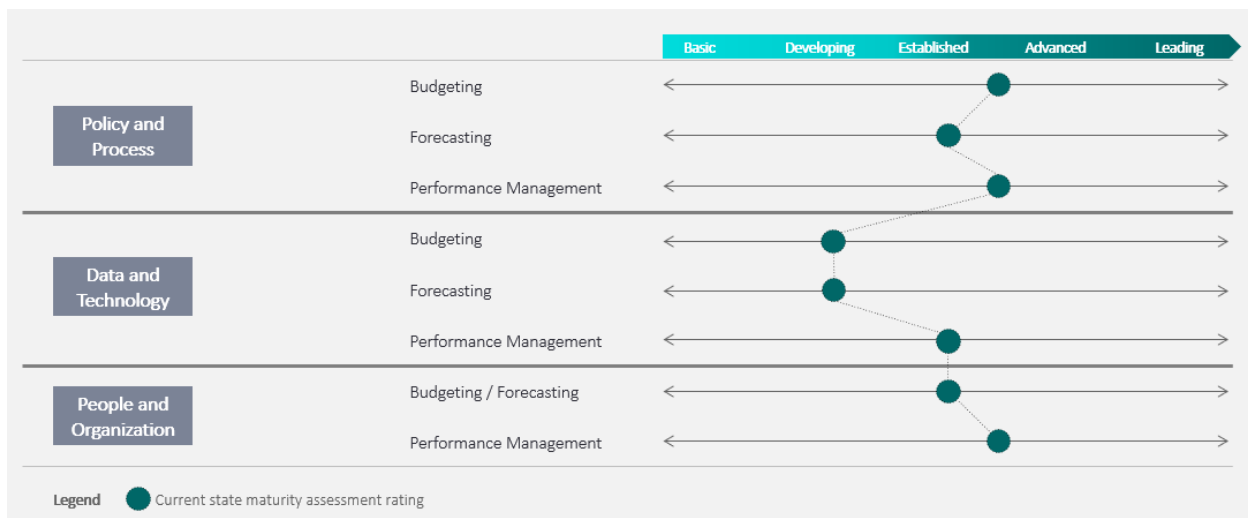 Basic Developing Established Advanced Leading
Policy and
Process
Budgeting
Forecasting
Performance Management
Data and
Technology
Budgeting
Forecasting
Performance Management
People and
Organization
Budgeting / Forecasting
Performance Management
Legend Current state maturity assessment rating